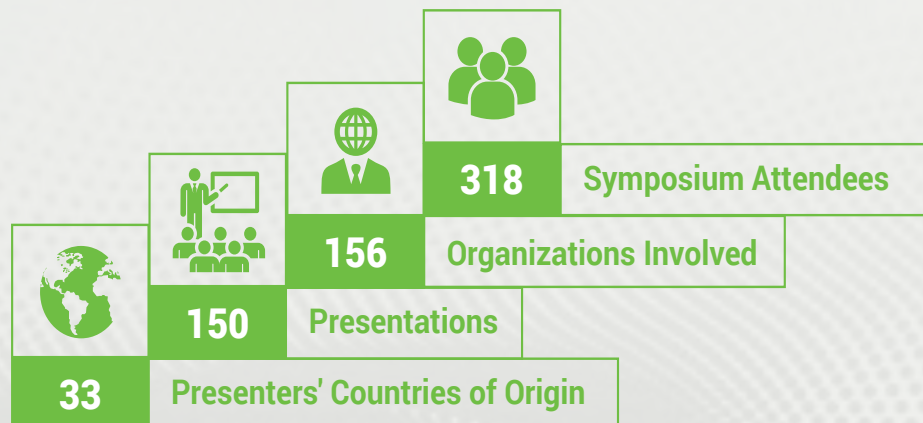 318 Symposium Attendees
156 Organizations Involved
150 Presentations
33 Presenters' Countries of Origin